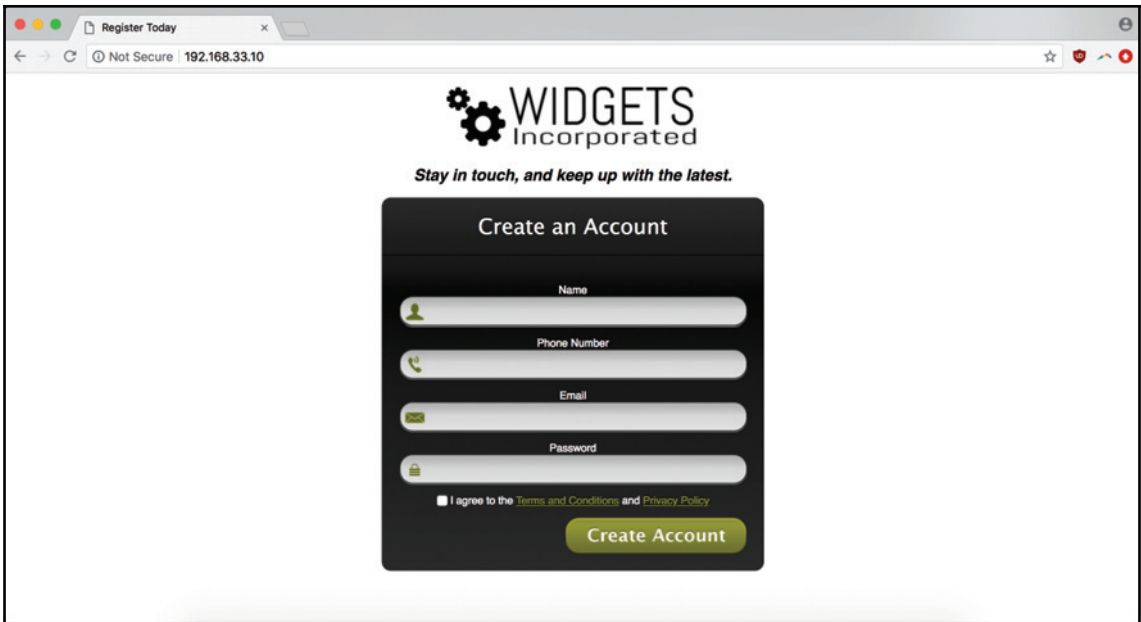 Register Today
Not Secure 192.168.33.10
WIDGETS
Incorporated
Stay in touch, and keep up with the latest.
Create an Account
Name
Phone Number
Email
Password
I agree to the Terms and Conditions and Privacy Policy
Create Account